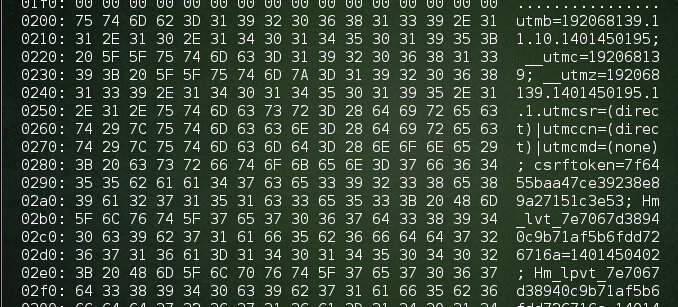 01f0: 00 00 00 00 00 00 00 00 00 00 00 00 00 00 00 00 ................
0200: 75 74 6D 62 3D 31 39 32 30 36 38 31 33 39 2E 31 utmb=192068139.1
0210: 31 2E 31 30 2E 31 34 30 31 34 35 30 31 39 35 3B 1.10.1401450195;
0220: 20 5F 5F 75 74 6D 63 3D 31 39 32 30 36 38 31 33 __utmc=19206813
0230: 39 3B 20 5F 5F 75 74 6D 7A 3D 31 39 32 30 36 38 9; __utmz=192068
0240: 31 33 39 2E 31 34 30 31 34 35 30 31 39 35 2E 31 139.1401450195.1
0250: 2E 31 2E 75 74 6D 63 73 72 3D 28 64 69 72 65 63 .1.utmcsr=(direc
0260: 74 29 7C 75 74 6D 63 63 6E 3D 28 64 69 72 65 63 t)|utmccn=(direc
0270: 74 29 7C 75 74 6D 63 6D 64 3D 28 6E 6F 6E 65 29 t)|utmcmd=(none)
0280: 3B 20 63 73 72 66 74 6F 6B 65 6E 3D 37 66 36 34 ; csrftoken=7f64
0290: 35 35 62 61 61 34 37 63 65 33 39 32 33 38 65 38 55baa47ce39238e8
02a0: 39 61 32 37 31 35 31 63 33 65 35 33 3B 20 48 6D 9a27151c3e53; Hm
02b0: 5F 6C 76 74 5F 37 65 37 30 36 37 64 33 38 39 34 _lvt_7e7067d3894
02c0: 30 63 39 62 37 31 61 66 35 62 36 66 64 64 37 32 0c9b71af5b6fdd72
02d0: 36 37 31 36 61 3D 31 34 30 31 34 35 30 34 30 32 6716a=1401450402
02e0: 3B 20 48 6D 5F 6C 70 76 74 5F 37 65 37 30 36 37 ; Hm_lpvt_7e7067
02f0: 64 33 38 39 34 30 63 39 62 37 31 61 66 35 62 36 d38940c9b71af5b6